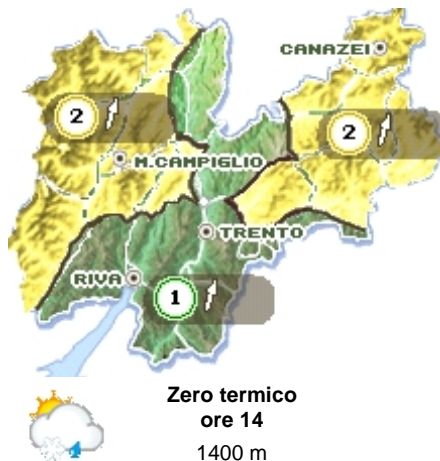 CANAZEI
2
2
M.CAMPIGLIO
TRENTO
RIVA
1
Zero termico
ore 14
1400 m